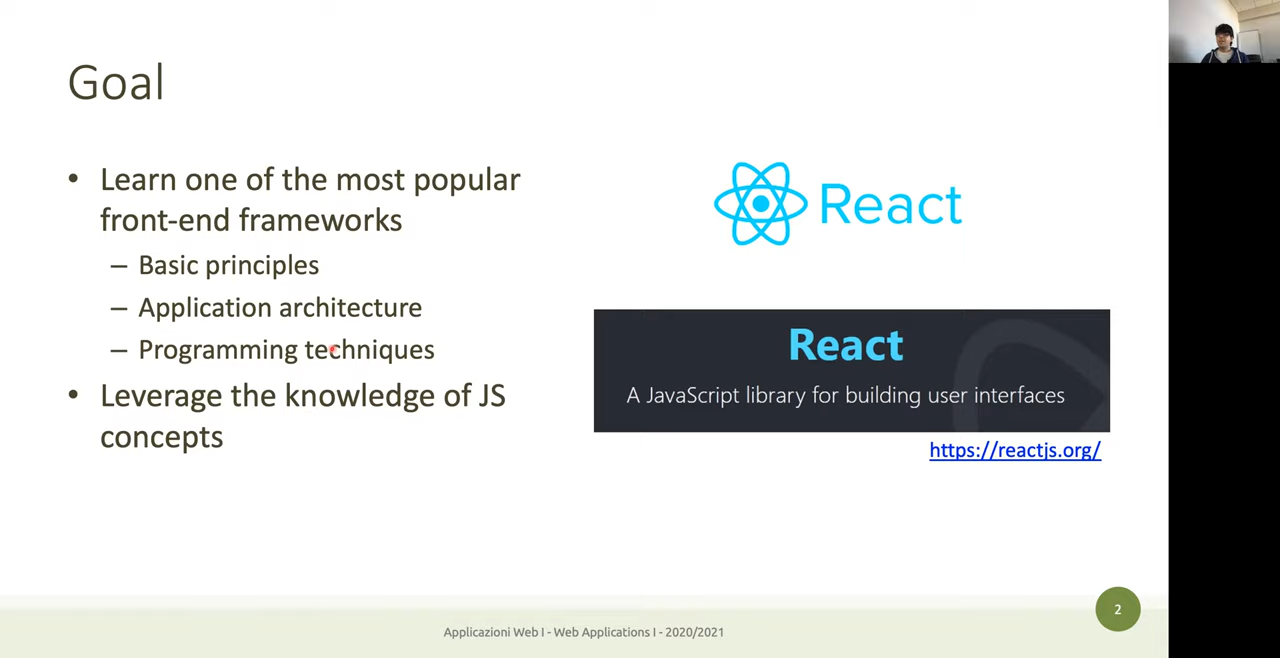 Goal
• Learn one of the most popular
front-end frameworks
– Basic principles
– Application architecture
– Programming techniques
• Leverage the knowledge of JS
concepts
React
React
A JavaScript library for building user interfaces
https://reactjs.org/
2
Applicazioni Web I - Web Applications I - 2020/2021